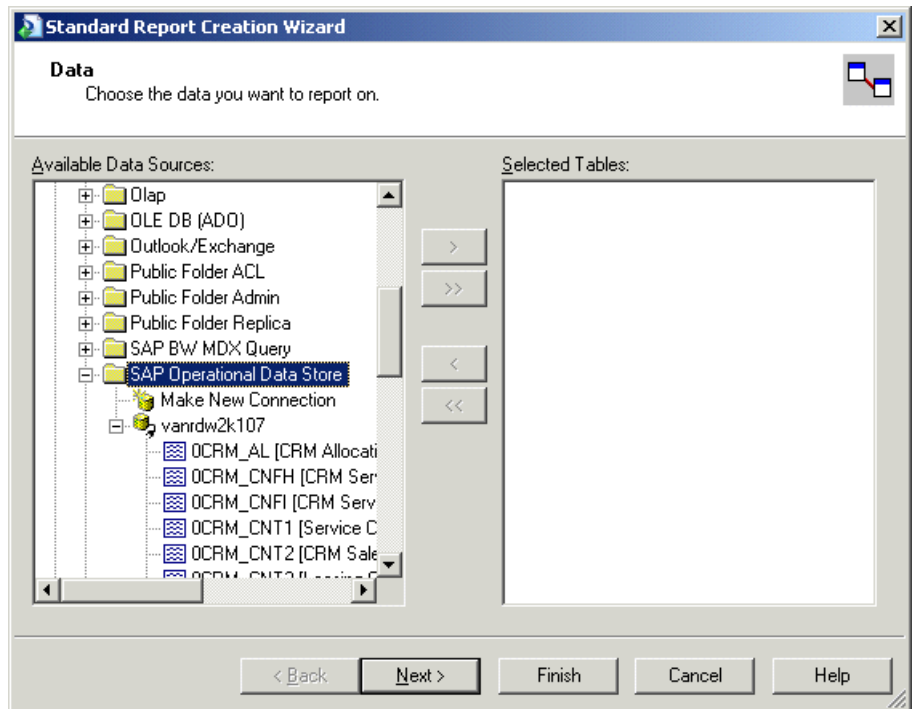 Standard Report Creation Wizard
Data
Choose the data you want to report on.
Available Data Sources:
Selected Tables:
Olap
OLE DB (ADO)
Outlook/Exchange
Public Folder ACL
Public Folder Admin
Public Folder Replica
SAP BW MDX Query
SAP Operational Data Store
Make New Connection
vanrdw2k107
0CRM_AL [CRM Allocati
0CRM_CNFH [CRM Ser
0CRM_CNFI [CRM Serv
0CRM_CNT1 [Service C
0CRM_CNT2 [CRM Sale
>
>>
<
<<
< Back
Next >
Finish
Cancel
Help